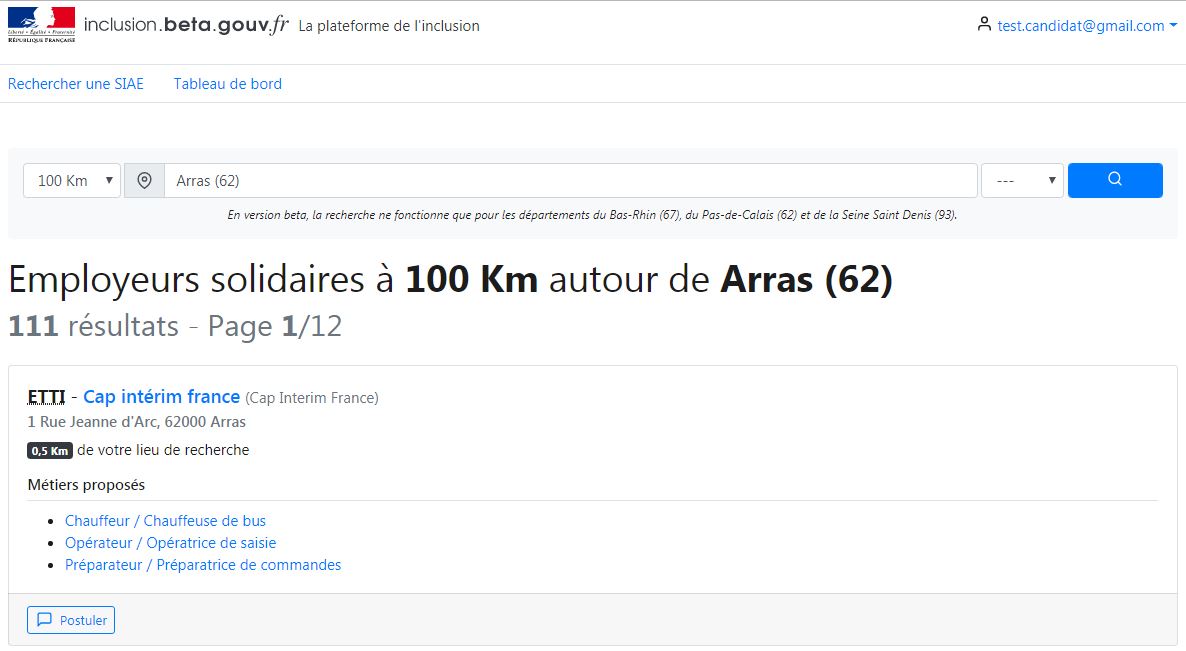 inclusion.beta.gouv.fr La plateforme de l'inclusion
test.candidat@gmail.com
Liberté • Égalité • Fraternité
RÉPUBLIQUE FRANÇAISE
Rechercher une SIAE Tableau de bord
100 Km Arras (62) ---
En version beta, la recherche ne fonctionne que pour les départements du Bas-Rhin (67), du Pas-de-Calais (62) et de la Seine Saint Denis (93).
Employeurs solidaires à 100 Km autour de Arras (62)
111 résultats - Page 1/12
ETTI - Cap intérim france (Cap Interim France)
1 Rue Jeanne d'Arc, 62000 Arras
0,5 Km de votre lieu de recherche
Métiers proposés
Chauffeur / Chauffeuse de bus
Opérateur / Opératrice de saisie
Préparateur / Préparatrice de commandes
Postuler